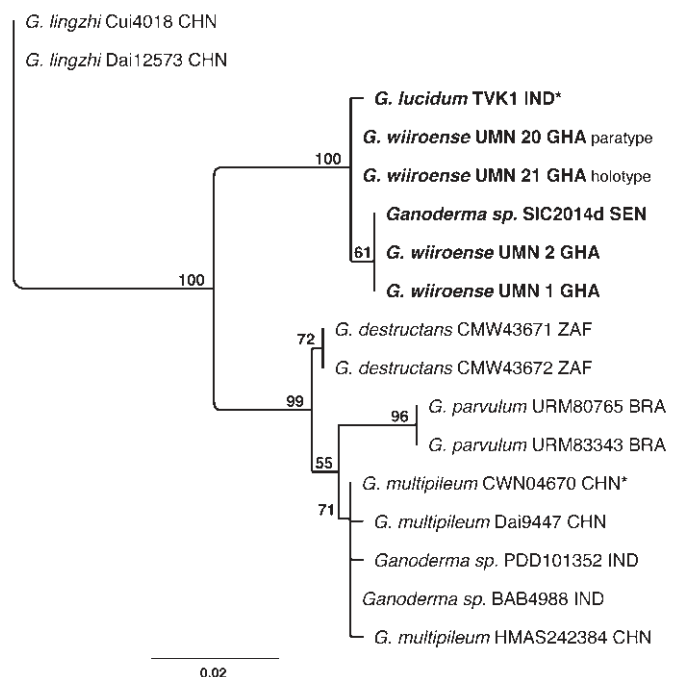 G. lingzhi Cui4018 CHN
G. lingzhi Dai12573 CHN
G. lucidum TVK1 IND*
G. wiiroense UMN 20 GHA paratype
100
G. wiiroense UMN 21 GHA holotype
Ganoderma sp. SIC2014d SEN
61
G. wiiroense UMN 2 GHA
100
G. wiiroense UMN 1 GHA
G. destructans CMW43671 ZAF
72
G. destructans CMW43672 ZAF
99
G. parvulum URM80765 BRA
96
G. parvulum URM83343 BRA
55
G. multipileum CWN04670 CHN*
71
G. multipileum Dai9447 CHN
Ganoderma sp. PDD101352 IND
Ganoderma sp. BAB4988 IND
G. multipileum HMAS242384 CHN
0.02